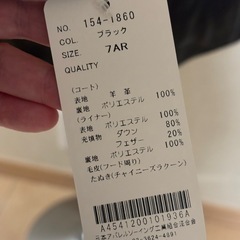 NO. 154-1860
COL. ブラック
SIZE. 7AR
QUALITY
(コート)
表地 羊革 100%
裏地 ポリエステル 100%
(ライナー)
表地 ポリエステル 100%
充填物 ダウン 80%
フェザー 20%
裏地 ポリエステル 100%
毛皮(フード周り)
たぬき(チャイニーズラクーン)
A4541200101936A